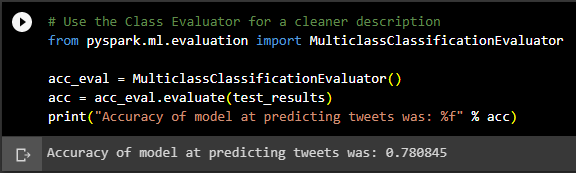 # Use the Class Evaluator for a cleaner description
from pyspark.ml.evaluation import MulticlassClassificationEvaluator
acc_eval = MulticlassClassificationEvaluator()
acc = acc_eval.evaluate(test_results)
print("Accuracy of model at predicting tweets was: %f" % acc)
Accuracy of model at predicting tweets was: 0.780845